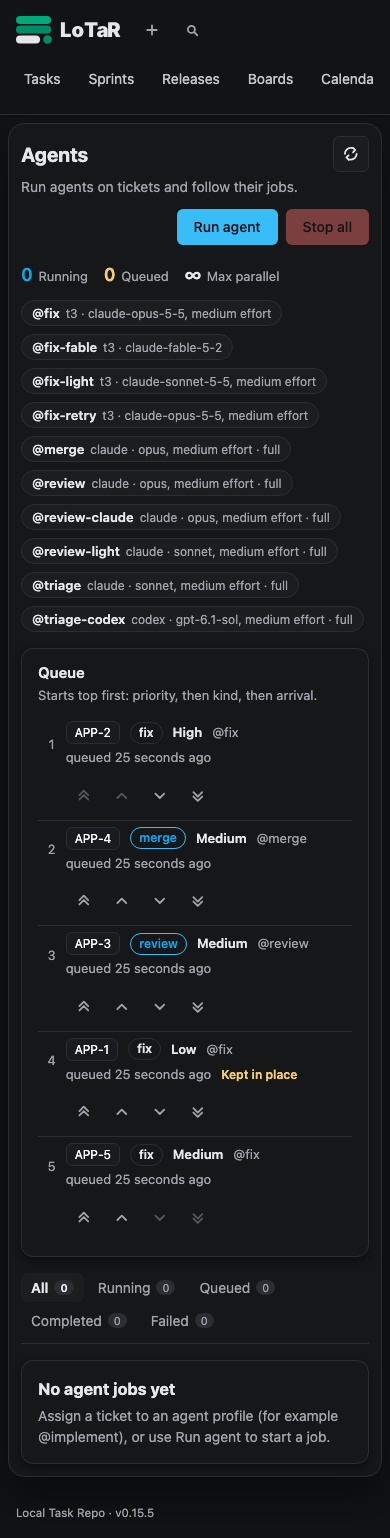 LoTaR
Tasks Sprints Releases Boards Calenda
Agents
Run agents on tickets and follow their jobs.
Run agent Stop all
0 Running 0 Queued ∞ Max parallel
@fix t3 · claude-opus-5-5, medium effort
@fix-fable t3 · claude-fable-5-2
@fix-light t3 · claude-sonnet-5-5, medium effort
@fix-retry t3 · claude-opus-5-5, medium effort
@merge claude · opus, medium effort · full
@review claude · opus, medium effort · full
@review-claude claude · opus, medium effort · full
@review-light claude · sonnet, medium effort · full
@triage claude · sonnet, medium effort · full
@triage-codex codex · gpt-6.1-sol, medium effort · full
Queue
Starts top first: priority, then kind, then arrival.
1 APP-2 fix High @fix
queued 25 seconds ago
2 APP-4 merge Medium @merge
queued 25 seconds ago
3 APP-3 review Medium @review
queued 25 seconds ago
4 APP-1 fix Low @fix
queued 25 seconds ago Kept in place
5 APP-5 fix Medium @fix
queued 25 seconds ago
All 0 Running 0 Queued 0
Completed 0 Failed 0
No agent jobs yet
Assign a ticket to an agent profile (for example
@implement), or use Run agent to start a job.
Local Task Repo · v0.15.5